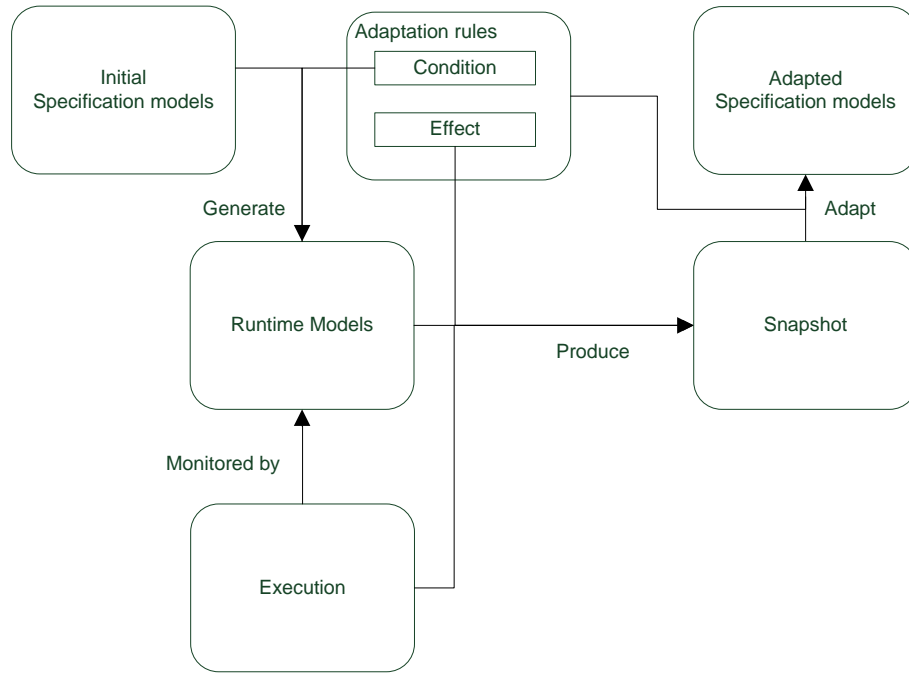 Initial
Specification models
Adaptation rules
Condition
Effect
Adapted
Specification models
Generate
Adapt
Runtime Models
Snapshot
Produce
Monitored by
Execution